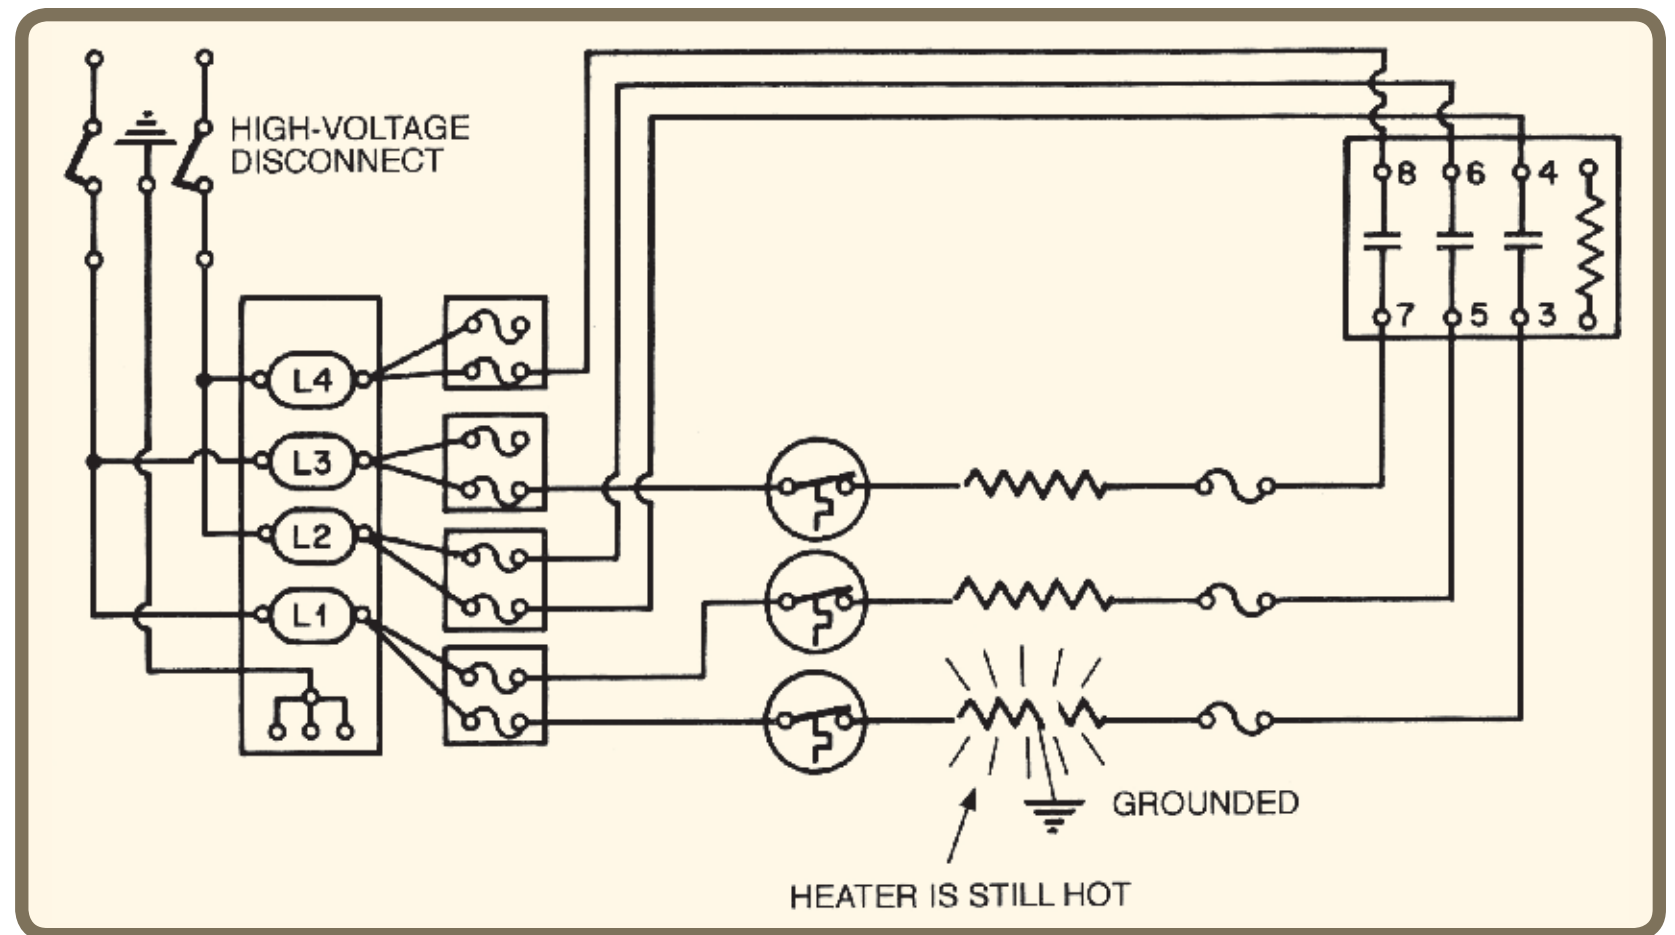 HIGH-VOLTAGE
DISCONNECT
8
6
4
7
5
3
L4
L3
L2
L1
GROUNDED
HEATER IS STILL HOT